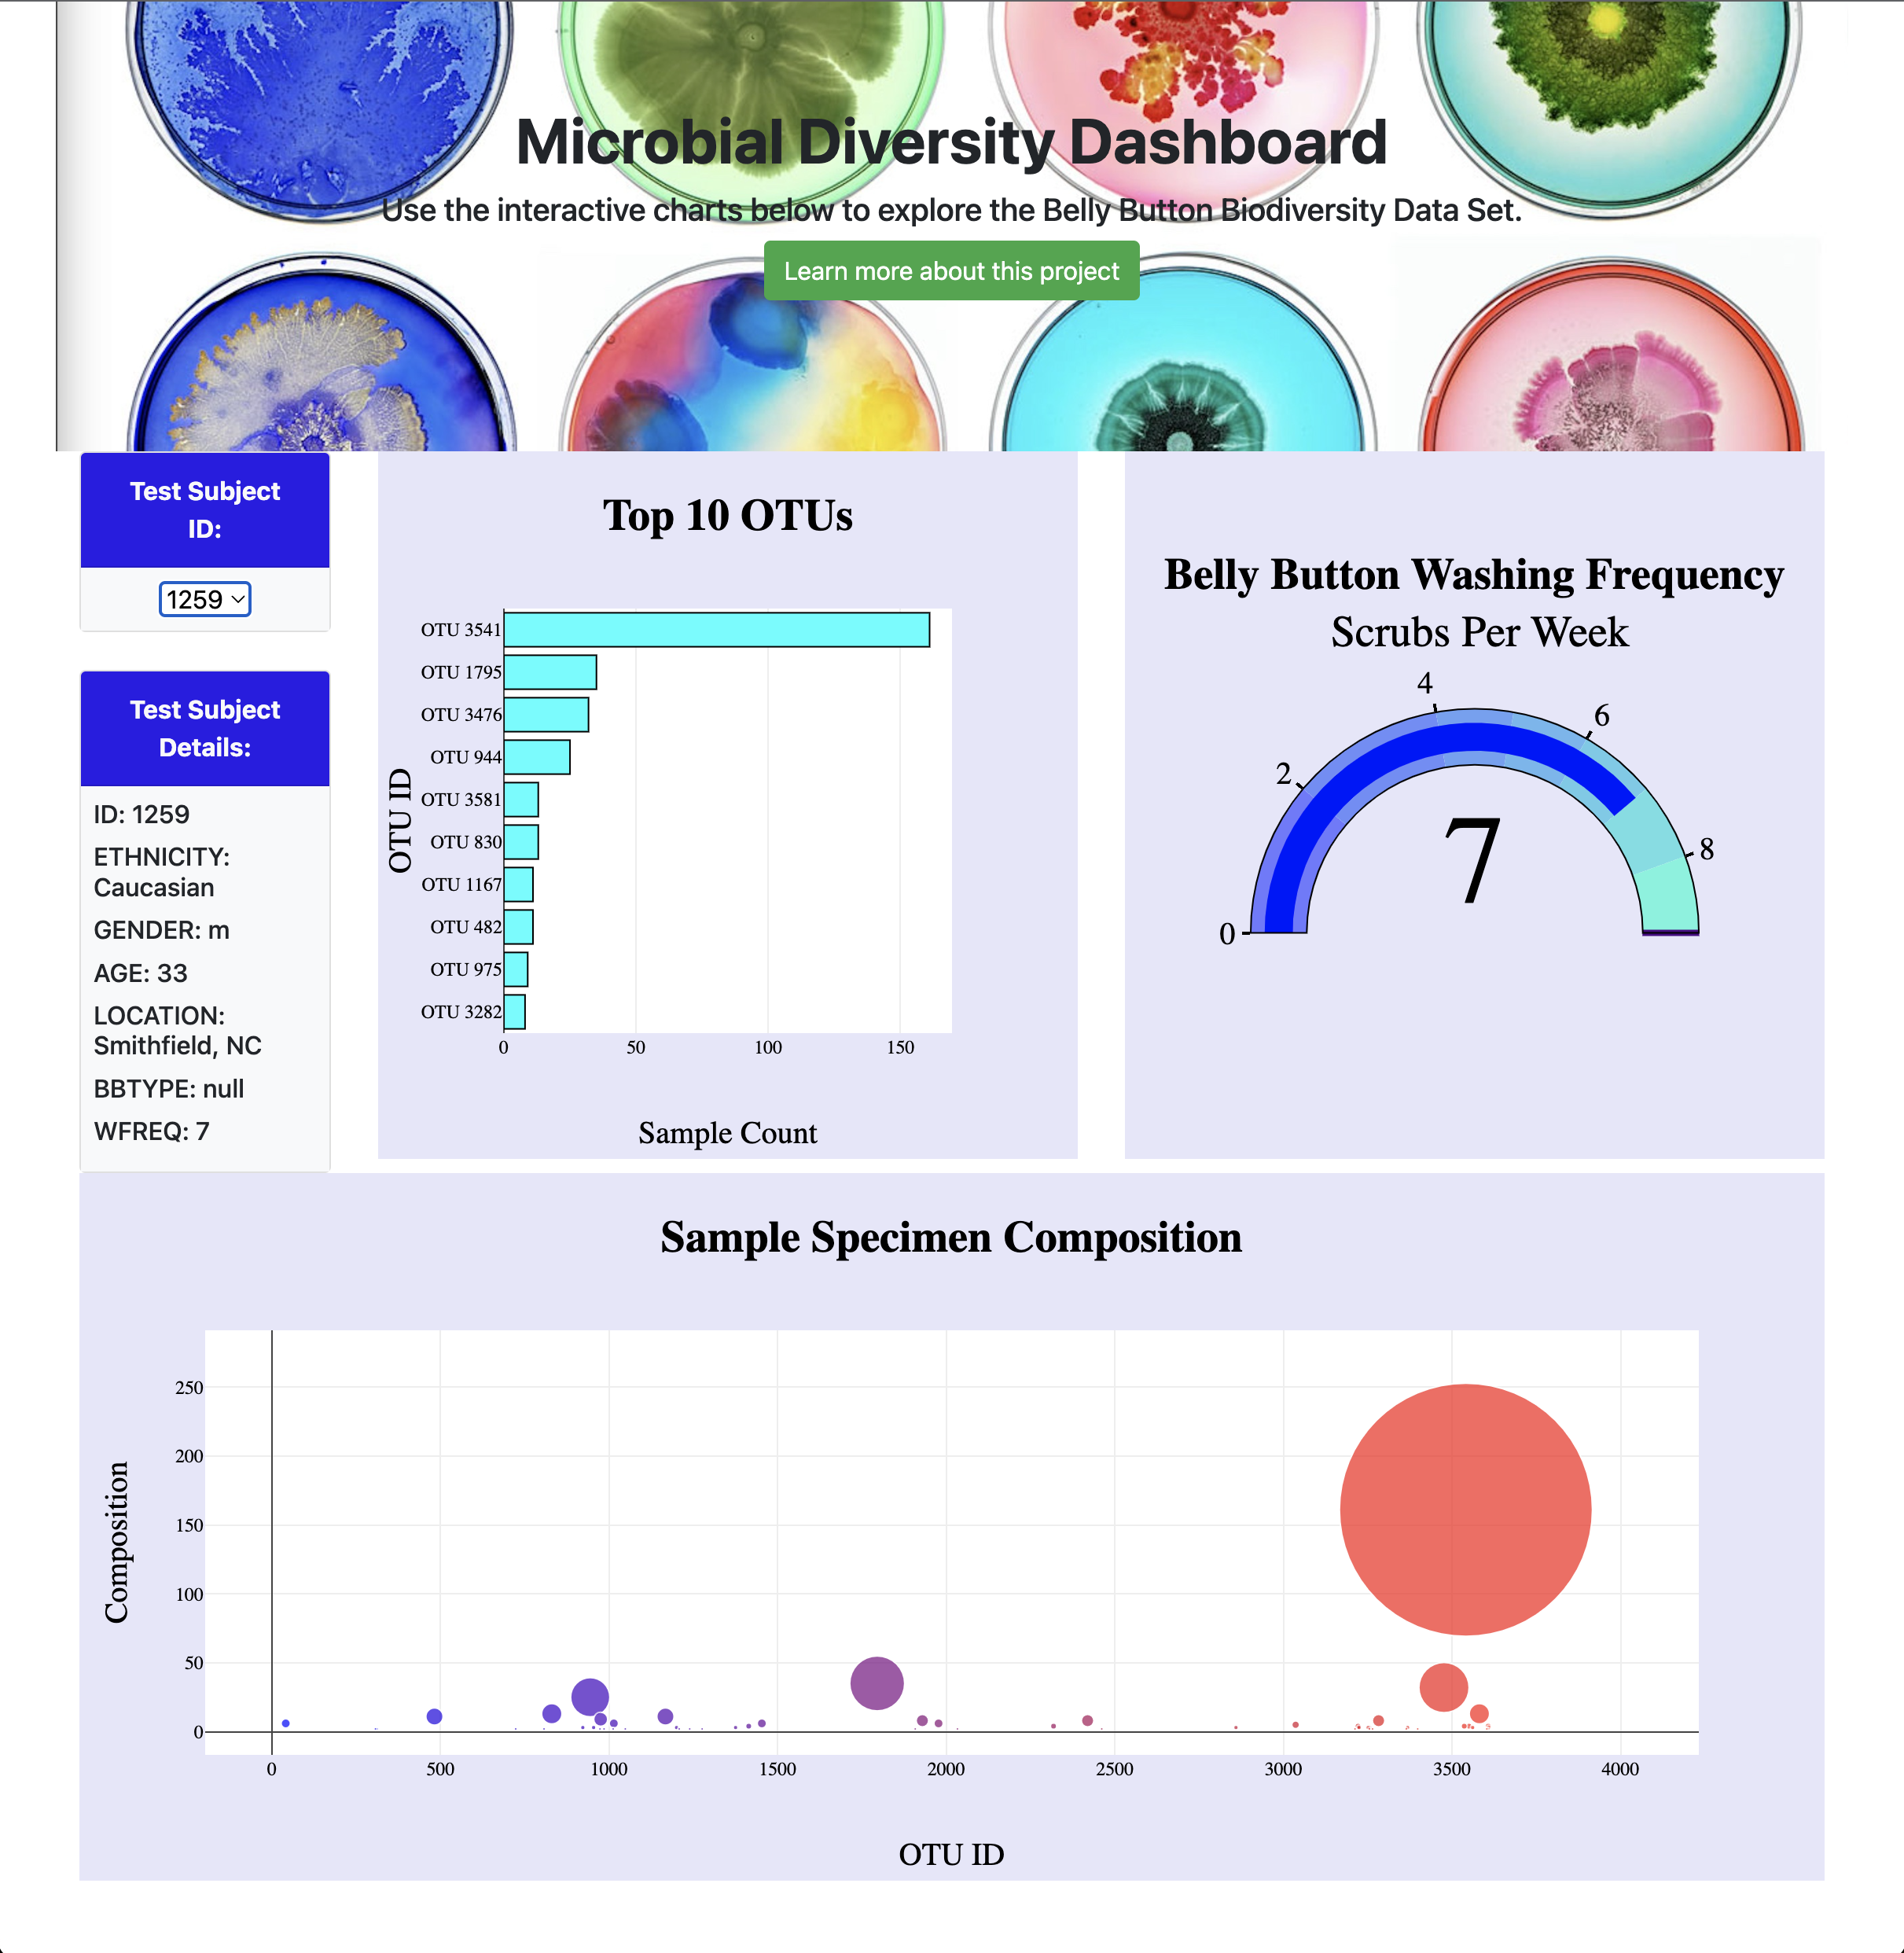 Microbial Diversity Dashboard
Use the interactive charts below to explore the Belly Button Biodiversity Data Set.
Learn more about this project
Test Subject
ID:
1259
Test Subject
Details:
ID: 1259
ETHNICITY:
Caucasian
GENDER: m
AGE: 33
LOCATION:
Smithfield, NC
BBTYPE: null
WFREQ: 7
Top 10 OTUs
OTU ID
OTU 3541
OTU 1795
OTU 3476
OTU 944
OTU 3581
OTU 830
OTU 1167
OTU 482
OTU 975
OTU 3282
0 50 100 150
Sample Count
Belly Button Washing Frequency
Scrubs Per Week
0
2
4
6
8
7
Sample Specimen Composition
Composition
250
200
150
100
50
0
0 500 1000 1500 2000 2500 3000 3500 4000
OTU ID